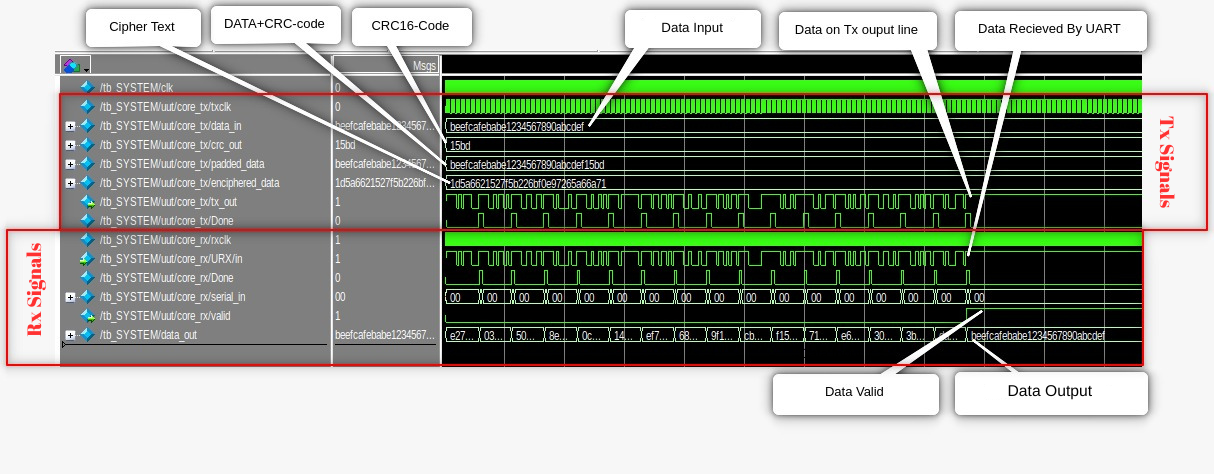 Cipher Text
DATA+CRC-code
CRC16-Code
Data Input
Data on Tx ouput line
Data Recieved By UART
Msgs
/tb_SYSTEM/clk 0
/tb_SYSTEM/uut/core_tx/txclk 0
/tb_SYSTEM/uut/core_tx/data_in beefcafebabe1234567... beefcafebabe1234567890abcdef
/tb_SYSTEM/uut/core_tx/crc_out 15bd 15bd
/tb_SYSTEM/uut/core_tx/padded_data beefcafebabe1234567... beefcafebabe1234567890abcdef15bd
/tb_SYSTEM/uut/core_tx/enciphered_data 1d5a6621527f5b226bf... 1d5a6621527f5b226bf0e97265a66a71
/tb_SYSTEM/uut/core_tx/tx_out 1
/tb_SYSTEM/uut/core_tx/Done 0
Tx Signals
/tb_SYSTEM/uut/core_rx/rxclk 1
/tb_SYSTEM/uut/core_rx/URX/in 1
/tb_SYSTEM/uut/core_rx/Done 0
/tb_SYSTEM/uut/core_rx/serial_in 00 00 00 00 00 00 00 00 00 00 00 00 00 00 00 00 00 00
/tb_SYSTEM/uut/core_rx/valid 1
/tb_SYSTEM/data_out beefcafebabe1234567... e27... 03... 50... 8e... 0c... 14... ef7... 68... 9f1... cb... f15... 71... e6... 30... 3b... beefcafebabe1234567890abcdef
Rx Signals
Data Valid
Data Output